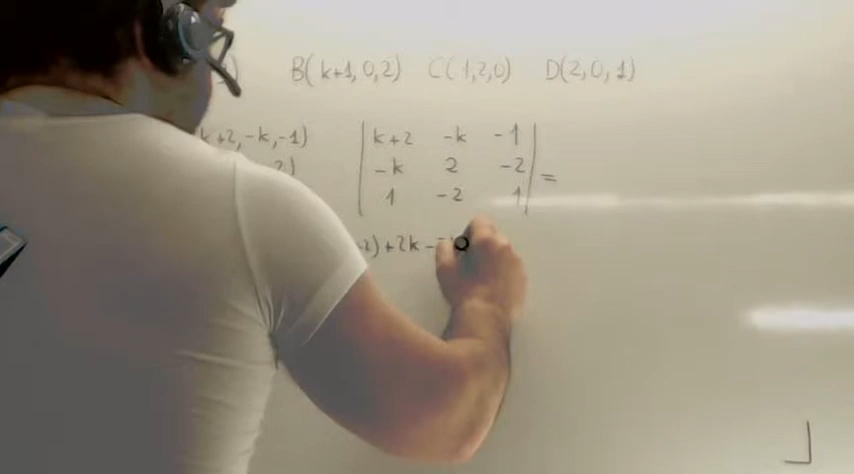 ) B(k+1,0,2) C(1,2,0) D(2,0,1)
k+2,-k,-1)
2)
| k+2 -k -1 |
| -k 2 -2 | =
| 1 -2 1 |
2)+2k-